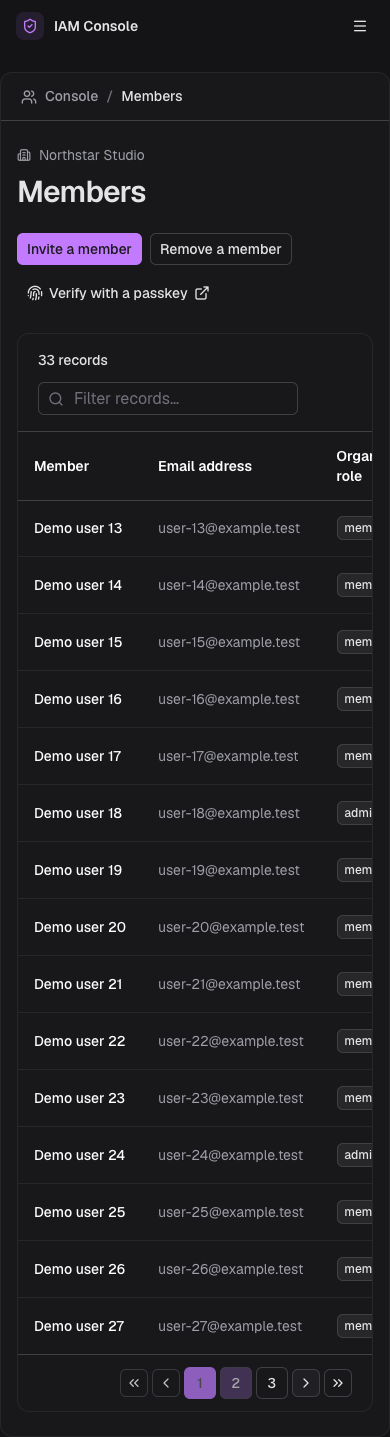 IAM Console
Console / Members
Northstar Studio
Members
Invite a member
Remove a member
Verify with a passkey
33 records
Filter records...
Member Email address role
Demo user 13 user-13@example.test
Demo user 14 user-14@example.test
Demo user 15 user-15@example.test
Demo user 16 user-16@example.test
Demo user 17 user-17@example.test
Demo user 18 user-18@example.test
Demo user 19 user-19@example.test
Demo user 20 user-20@example.test
Demo user 21 user-21@example.test
Demo user 22 user-22@example.test
Demo user 23 user-23@example.test
Demo user 24 user-24@example.test
Demo user 25 user-25@example.test
Demo user 26 user-26@example.test
Demo user 27 user-27@example.test
1 2 3